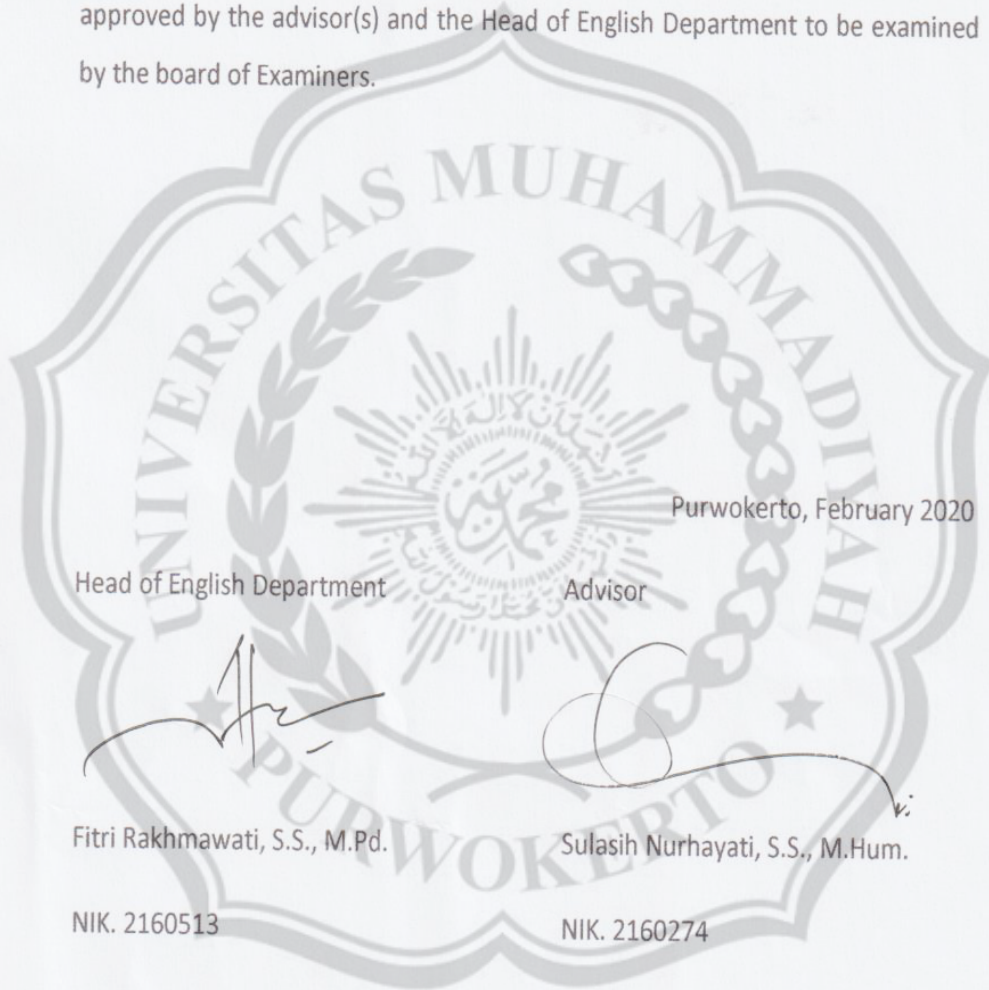 approved by the advisor(s) and the Head of English Department to be examined
by the board of Examiners.
UNIVERSITAS MUHAMMADIYAH
Purwokerto, February 2020
Head of English Department
Advisor
PURWOKERTO
Fitri Rakhmawati, S.S., M.Pd.
Sulasih Nurhayati, S.S., M.Hum.
NIK. 2160513
NIK. 2160274